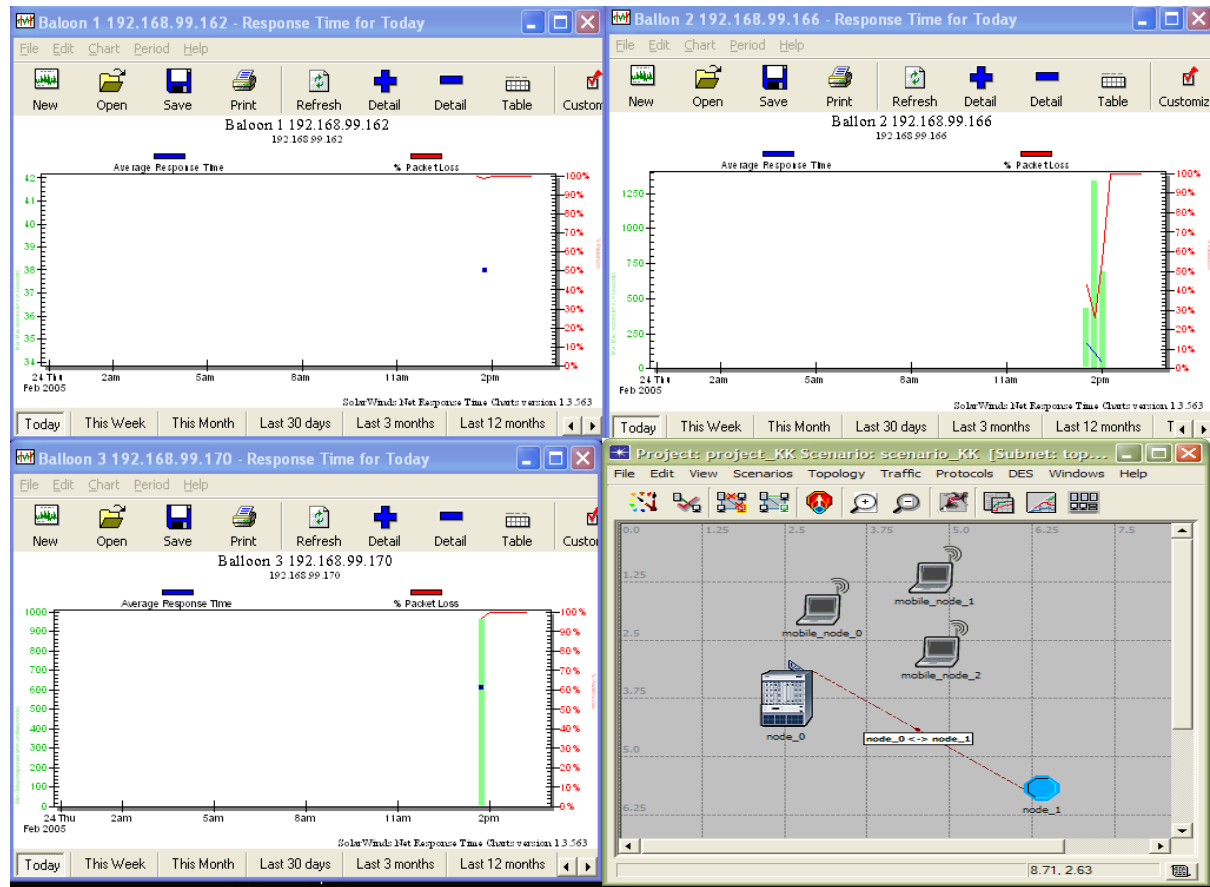 Baloon 1 192.168.99.162 - Response Time for Today
File Edit Chart Period Help
New Open Save Print Refresh Detail Detail Table Custom
Baloon 1 192.168.99.162
192.168.99.162
Average Response Time % Packet Loss
42
41
40
39
38
37
36
35
34
100%
90%
80%
70%
60%
50%
40%
30%
20%
10%
0%
24 Thu 2am 5am 8am 11am 2pm
Feb 2005
SolarWinds.Net Response Time Charts version 1.3.563
Today This Week This Month Last 30 days Last 3 months Last 12 months
Ballon 2 192.168.99.166 - Response Time for Today
File Edit Chart Period Help
New Open Save Print Refresh Detail Detail Table Customiz
Ballon 2 192.168.99.166
192.168.99.166
Average Response Time % Packet Loss
1250
1000
750
500
250
0
100%
90%
80%
70%
60%
50%
40%
30%
20%
10%
0%
24 Thu 2am 5am 8am 11am 2pm
Feb 2005
SolarWinds.Net Response Time Charts version 1.3.563
Today This Week This Month Last 30 days Last 3 months Last 12 months T
Balloon 3 192.168.99.170 - Response Time for Today
File Edit Chart Period Help
New Open Save Print Refresh Detail Detail Table Custo
Balloon 3 192.168.99.170
192.168.99.170
Average Response Time % Packet Loss
1000
900
800
700
600
500
400
300
200
100
0
100%
90%
80%
70%
60%
50%
40%
30%
20%
10%
0%
24 Thu 2am 5am 8am 11am 2pm
Feb 2005
SolarWinds.Net Response Time Charts version 1.3.563
Today This Week This Month Last 30 days Last 3 months Last 12 months
Project: project_KK Scenario: scenario_KK [Subnet: top...
File Edit View Scenarios Topology Traffic Protocols DES Windows Help
0.0 1.25 2.5 3.75 5.0 6.25 7.5
1.25
mobile_node_1
2.5
mobile_node_0
mobile_node_2
3.75
node_0
node_0 <-> node_1
5.0
6.25
node_1
8.71, 2.63